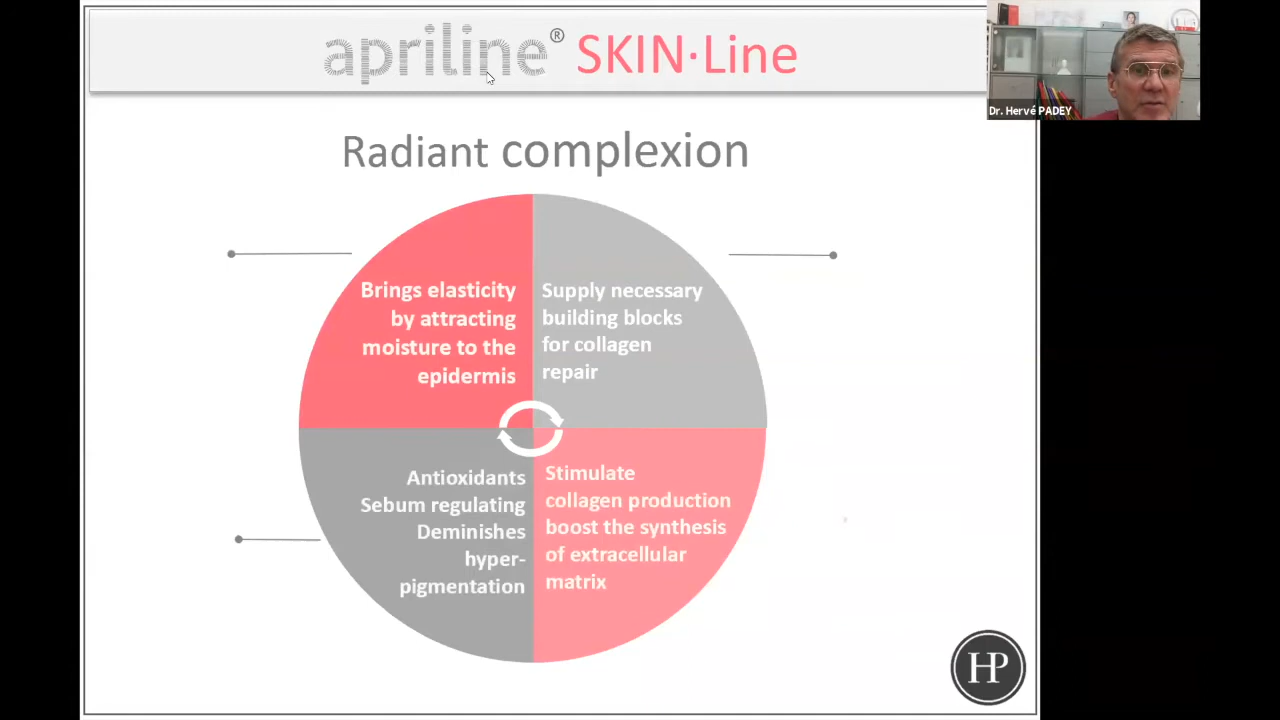 apriline® SKIN·Line
Dr. Hervé PADEY
Radiant complexion
Brings elasticity
by attracting
moisture to the
epidermis
Supply necessary
building blocks
for collagen
repair
Antioxidants
Sebum regulating
Deminishes
hyper-
pigmentation
Stimulate
collagen production
boost the synthesis
of extracellular
matrix
HP